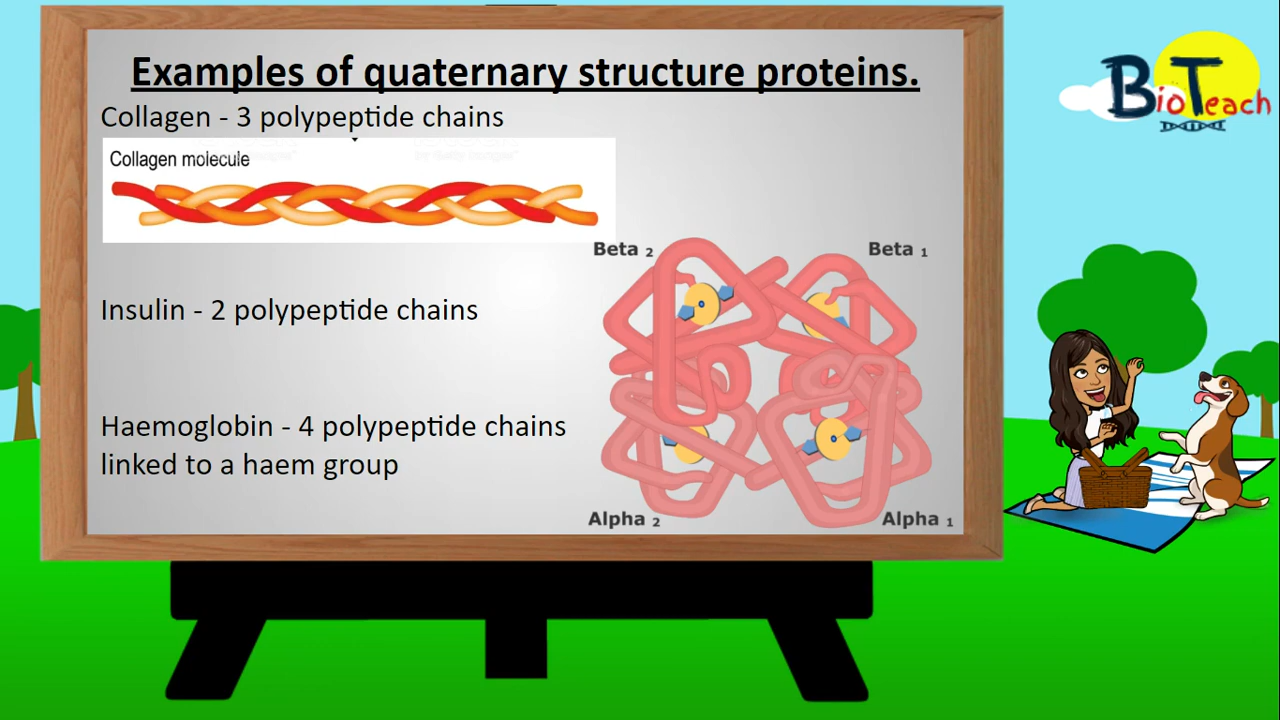 Examples of quaternary structure proteins.
Collagen - 3 polypeptide chains
Collagen molecule
Insulin - 2 polypeptide chains
Haemoglobin - 4 polypeptide chains
linked to a haem group
Beta 2
Beta 1
Alpha 2
Alpha 1
BioTeach